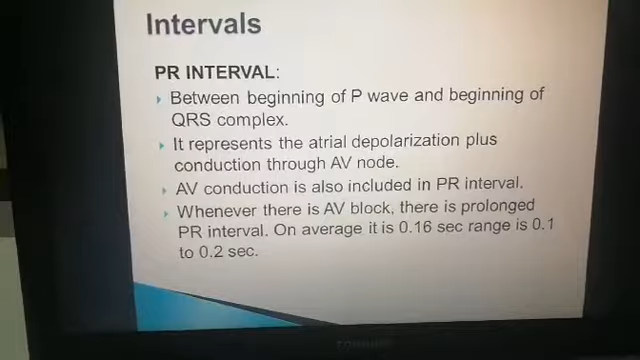 Intervals
PR INTERVAL:
Between beginning of P wave and beginning of
QRS complex.
It represents the atrial depolarization plus
conduction through AV node.
AV conduction is also included in PR interval.
Whenever there is AV block, there is prolonged
PR interval. On average it is 0.16 sec range is 0.1
to 0.2 sec.
TOSHIBA